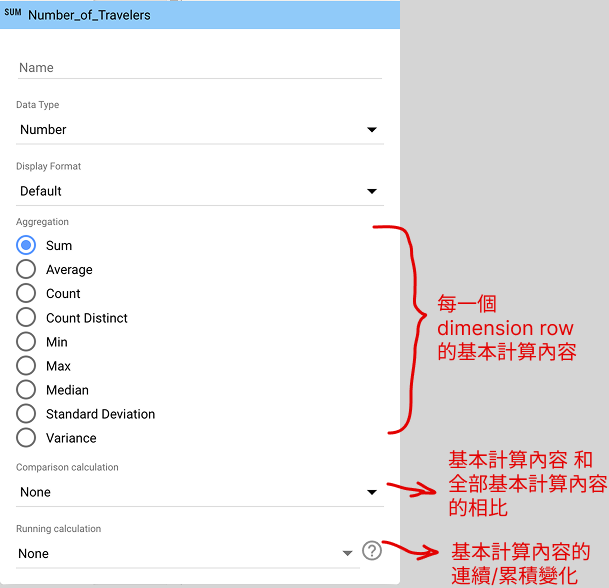 SUM Number_of_Travelers
Name
Data Type
Number
Display Format
Default
Aggregation
Sum
Average
Count
Count Distinct
Min
Max
Median
Standard Deviation
Variance
每一個
dimension row
的基本計算內容
Comparison calculation
None
基本計算內容 和
全部基本計算內容
的相比
Running calculation
None
基本計算內容的
連續/累積變化